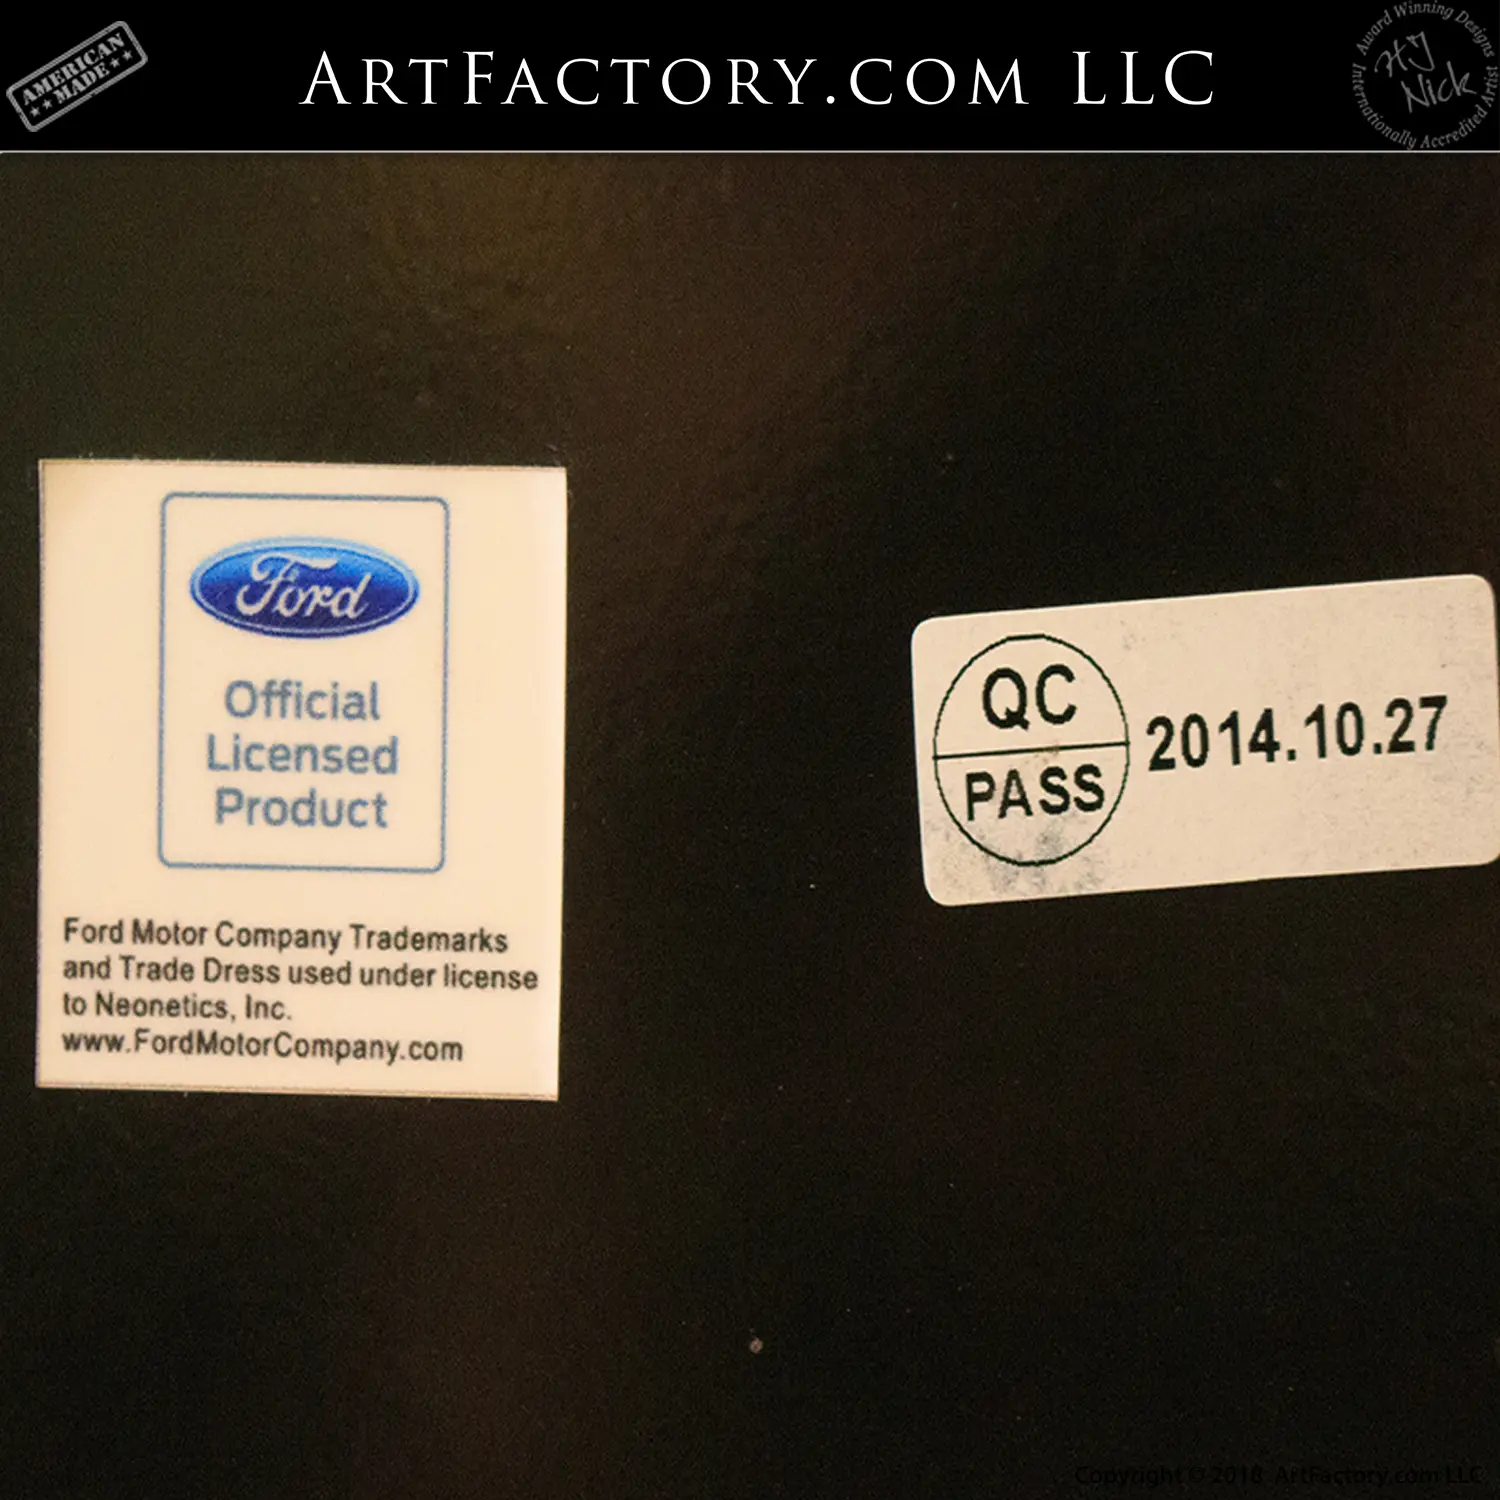 AMERICAN
MADE
ArtFactory.com LLC
Award Winning Designs
HJ
Nick
Internationally Accredited Artist
Ford
Official
Licensed
Product
Ford Motor Company Trademarks
and Trade Dress used under license
to Neonetics, Inc.
www.FordMotorCompany.com
QC
PASS
2014.10.27
Copyright © 2018 ArtFactory.com LLC